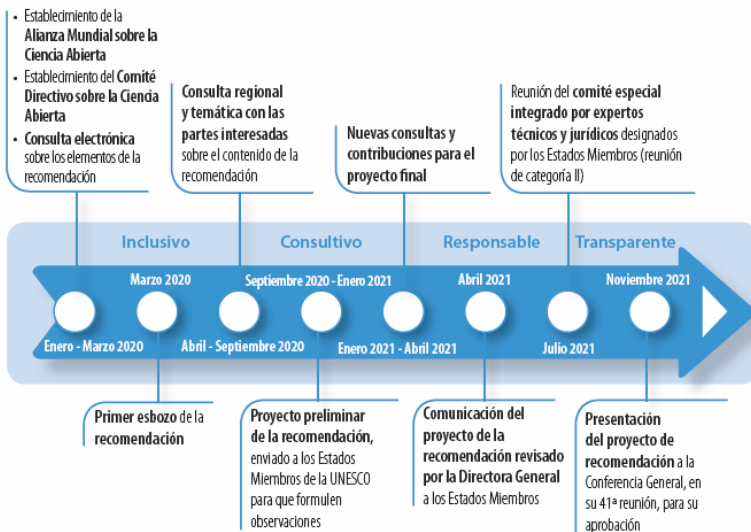 • Establecimiento de la
Alianza Mundial sobre la
Ciencia Abierta
• Establecimiento del Comité
Directivo sobre la Ciencia
Abierta
• Consulta electrónica
sobre los elementos de la
recomendación
Consulta regional
y temática con las
partes interesadas
sobre el contenido de la
recomendación
Nuevas consultas y
contribuciones para el
proyecto final
Reunión del comité especial
integrado por expertos
técnicos y jurídicos designados
por los Estados Miembros (reunión
de categoría II)
Inclusivo
Consultivo
Responsable
Transparente
Marzo 2020
Septiembre 2020 - Enero 2021
Abril 2021
Noviembre 2021
Enero - Marzo 2020
Abril - Septiembre 2020
Enero 2021 - Abril 2021
Julio 2021
Primer esbozo de la
recomendación
Proyecto preliminar
de la recomendación,
enviado a los Estados
Miembros de la UNESCO
para que formulen
observaciones
Comunicación del
proyecto de la
recomendación revisado
por la Directora General
a los Estados Miembros
Presentación
del proyecto de
recomendación a la
Conferencia General, en
su 41ª reunión, para su
aprobación